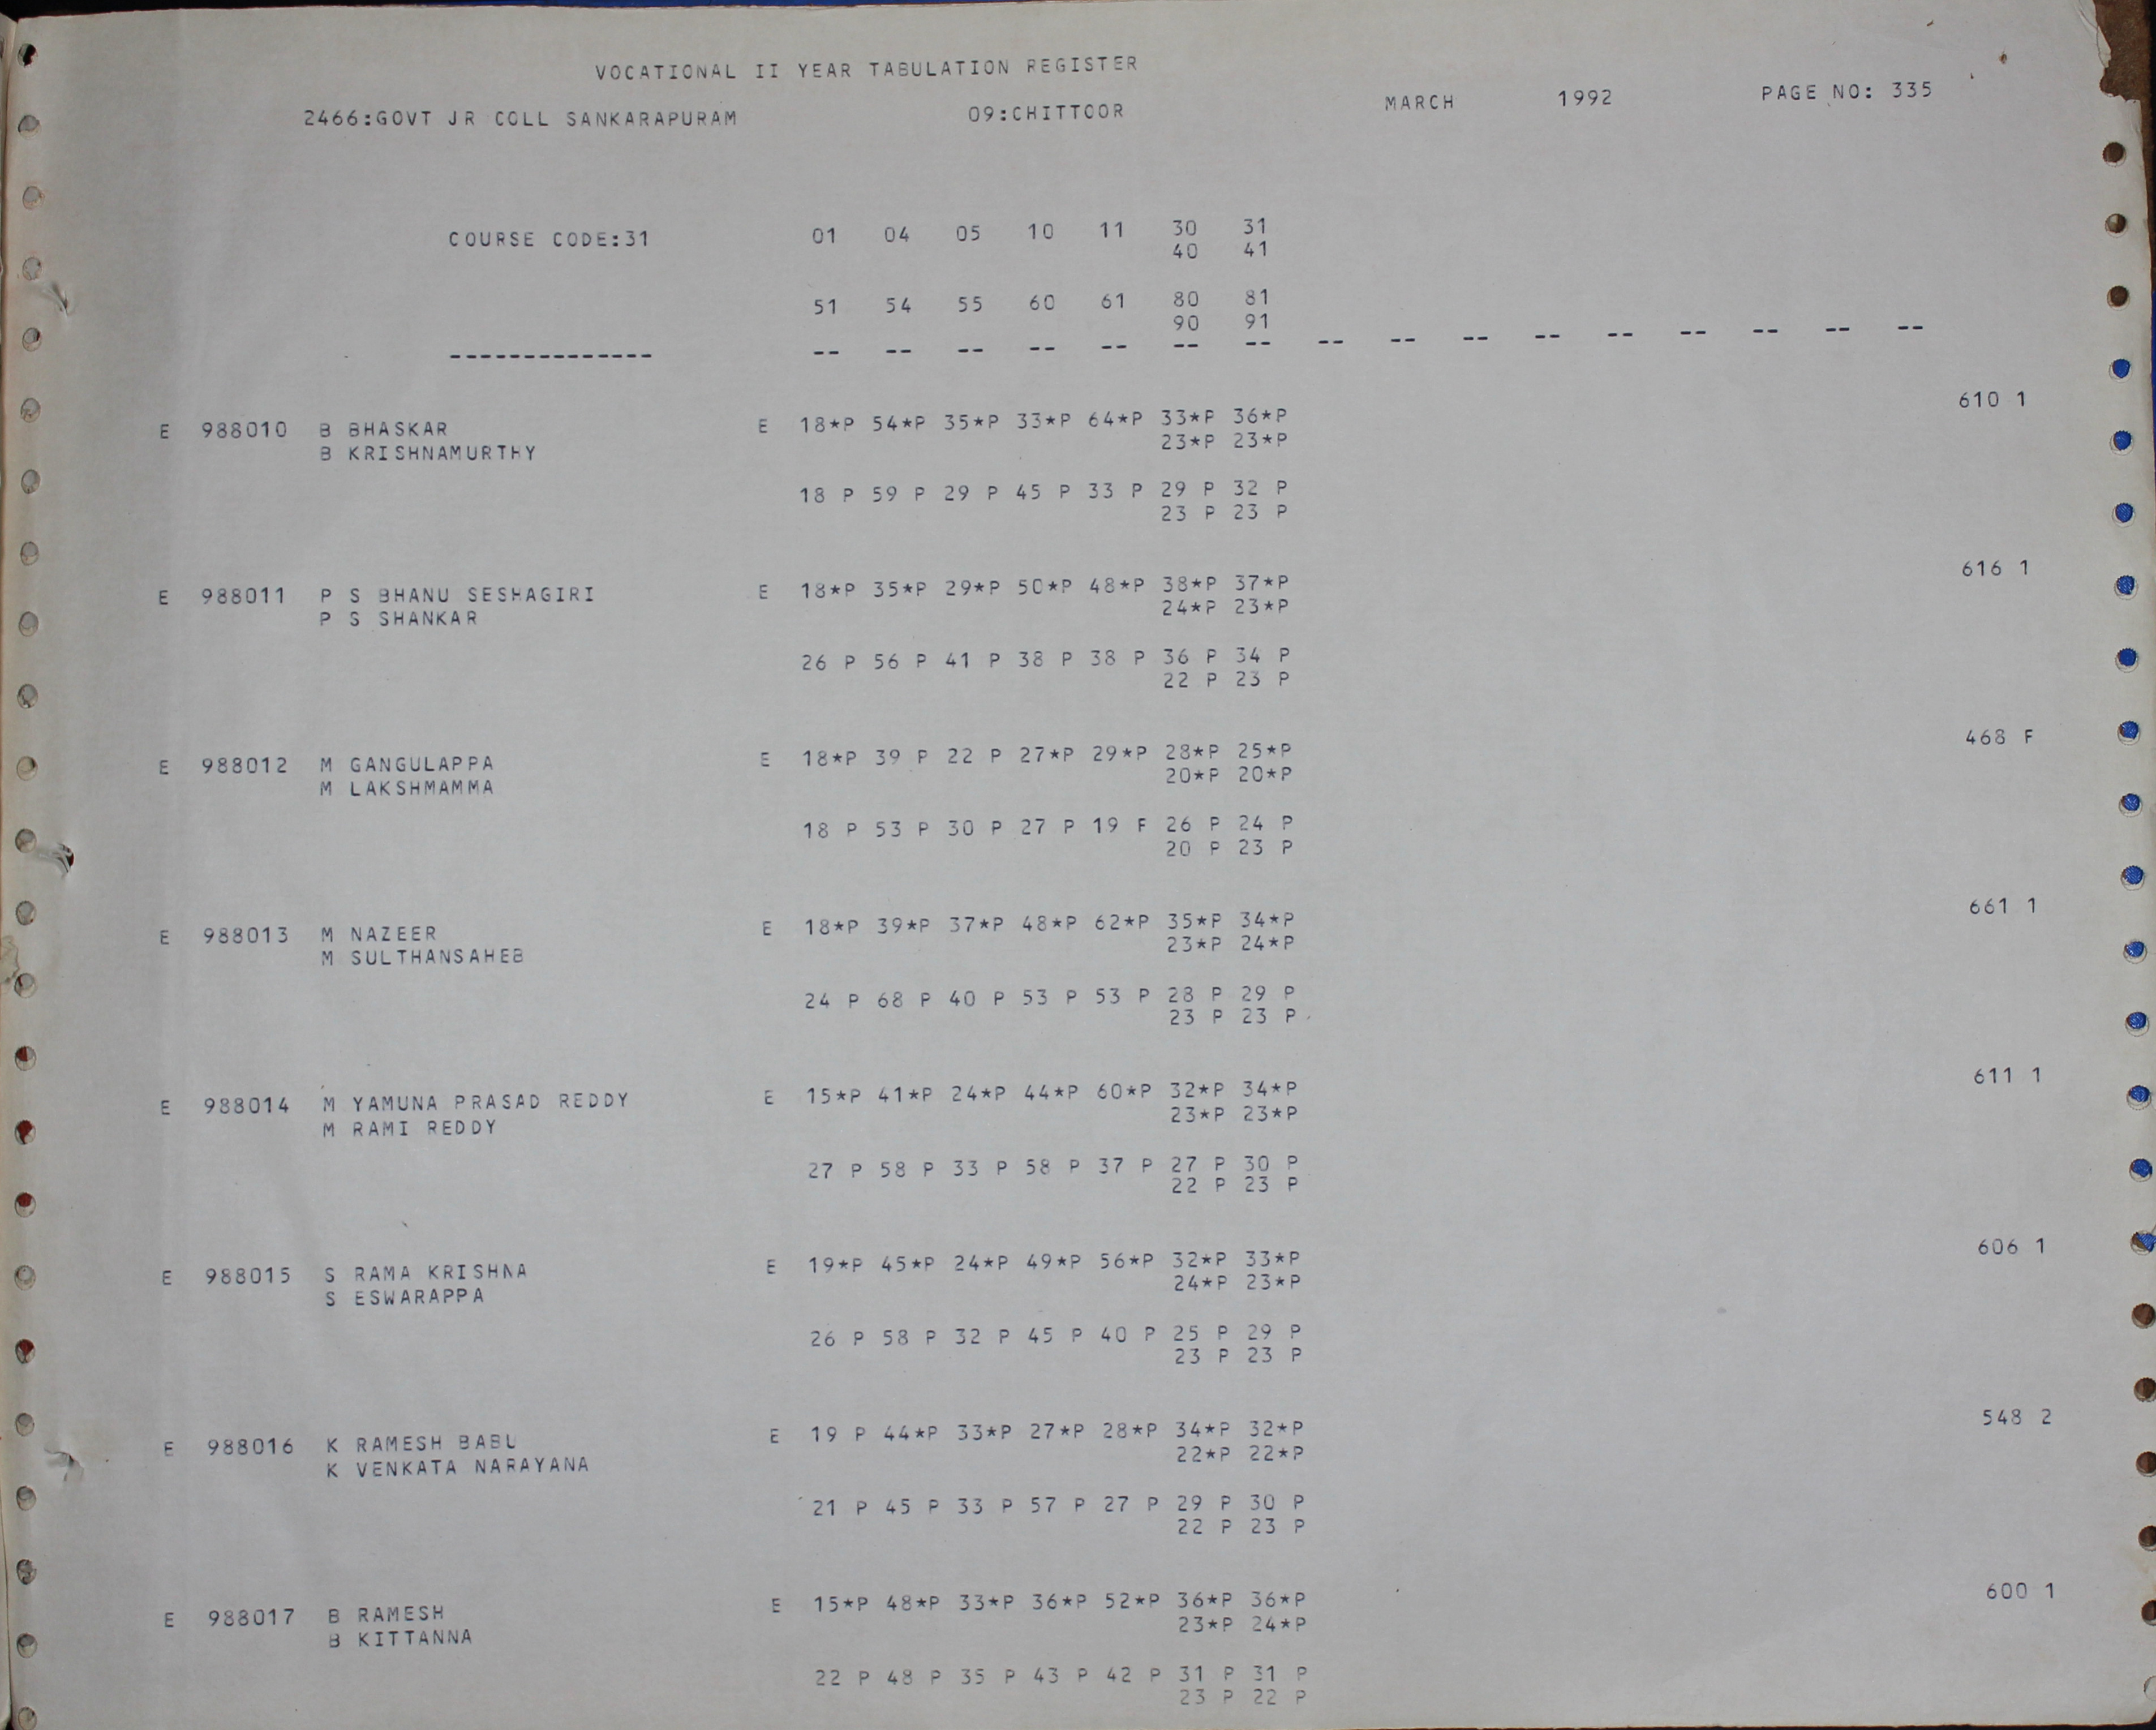 VOCATIONAL II YEAR TABULATION REGISTER
2466:GOVT JR COLL SANKARAPURAM 09:CHITTOOR MARCH 1992 PAGE NO: 335
COURSE CODE:31 01 04 05 10 11 30 31
40 41
51 54 55 60 61 80 81
90 91
-------------- -- -- -- -- -- -- -- -- -- -- -- -- -- -- -- --
E 988010 B BHASKAR E 18*P 54*P 35*P 33*P 64*P 33*P 36*P 610 1
B KRISHNAMURTHY 23*P 23*P
18 P 59 P 29 P 45 P 33 P 29 P 32 P
23 P 23 P
E 988011 P S BHANU SESHAGIRI E 18*P 35*P 29*P 50*P 48*P 38*P 37*P 616 1
P S SHANKAR 24*P 23*P
26 P 56 P 41 P 38 P 38 P 36 P 34 P
22 P 23 P
E 988012 M GANGULAPPA E 18*P 39 P 22 P 27*P 29*P 28*P 25*P 468 F
M LAKSHMAMMA 20*P 20*P
18 P 53 P 30 P 27 P 19 F 26 P 24 P
20 P 23 P
E 988013 M NAZEER E 18*P 39*P 37*P 48*P 62*P 35*P 34*P 661 1
M SULTHANSAHEB 23*P 24*P
24 P 68 P 40 P 53 P 53 P 28 P 29 P
23 P 23 P
E 988014 M YAMUNA PRASAD REDDY E 15*P 41*P 24*P 44*P 60*P 32*P 34*P 611 1
M RAMI REDDY 23*P 23*P
27 P 58 P 33 P 58 P 37 P 27 P 30 P
22 P 23 P
E 988015 S RAMA KRISHNA E 19*P 45*P 24*P 49*P 56*P 32*P 33*P 606 1
S ESWARAPPA 24*P 23*P
26 P 58 P 32 P 45 P 40 P 25 P 29 P
23 P 23 P
E 988016 K RAMESH BABU E 19 P 44*P 33*P 27*P 28*P 34*P 32*P 548 2
K VENKATA NARAYANA 22*P 22*P
21 P 45 P 33 P 57 P 27 P 29 P 30 P
22 P 23 P
E 988017 B RAMESH E 15*P 48*P 33*P 36*P 52*P 36*P 36*P 600 1
B KITTANNA 23*P 24*P
22 P 48 P 35 P 43 P 42 P 31 P 31 P
23 P 22 P